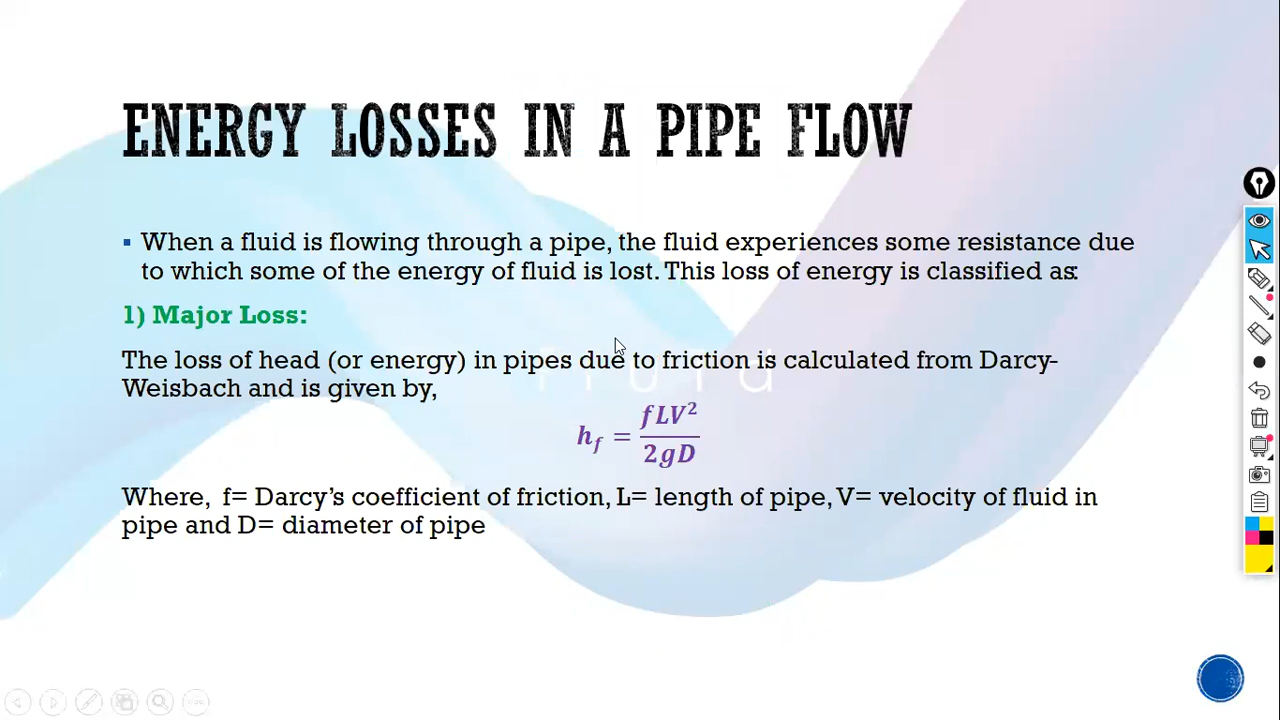 ENERGY LOSSES IN A PIPE FLOW
▪ When a fluid is flowing through a pipe, the fluid experiences some resistance due
to which some of the energy of fluid is lost. This loss of energy is classified as:
1) Major Loss:
The loss of head (or energy) in pipes due to friction is calculated from Darcy-
Weisbach and is given by,
h_f = fLV² / 2gD
Where, f= Darcy's coefficient of friction, L= length of pipe, V= velocity of fluid in
pipe and D= diameter of pipe